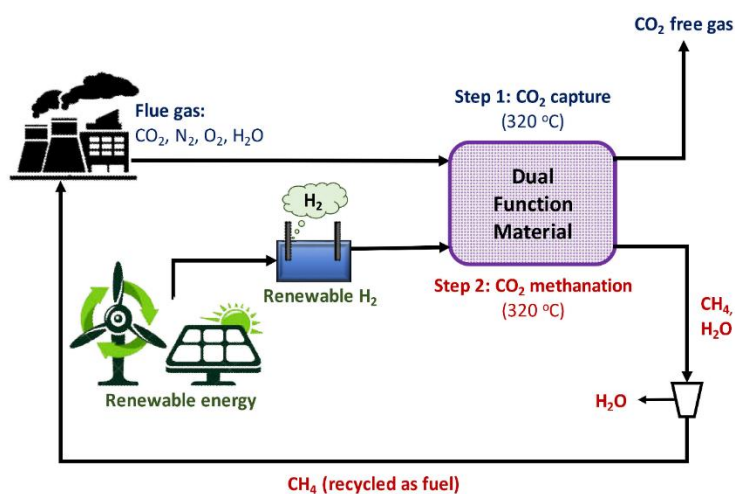 CO₂ free gas
Flue gas:
CO₂, N₂, O₂, H₂O
Step 1: CO₂ capture
(320 °C)
Dual
Function
Material
H₂
Renewable H₂
Step 2: CO₂ methanation
(320 °C)
CH₄,
H₂O
Renewable energy
H₂O
CH₄ (recycled as fuel)